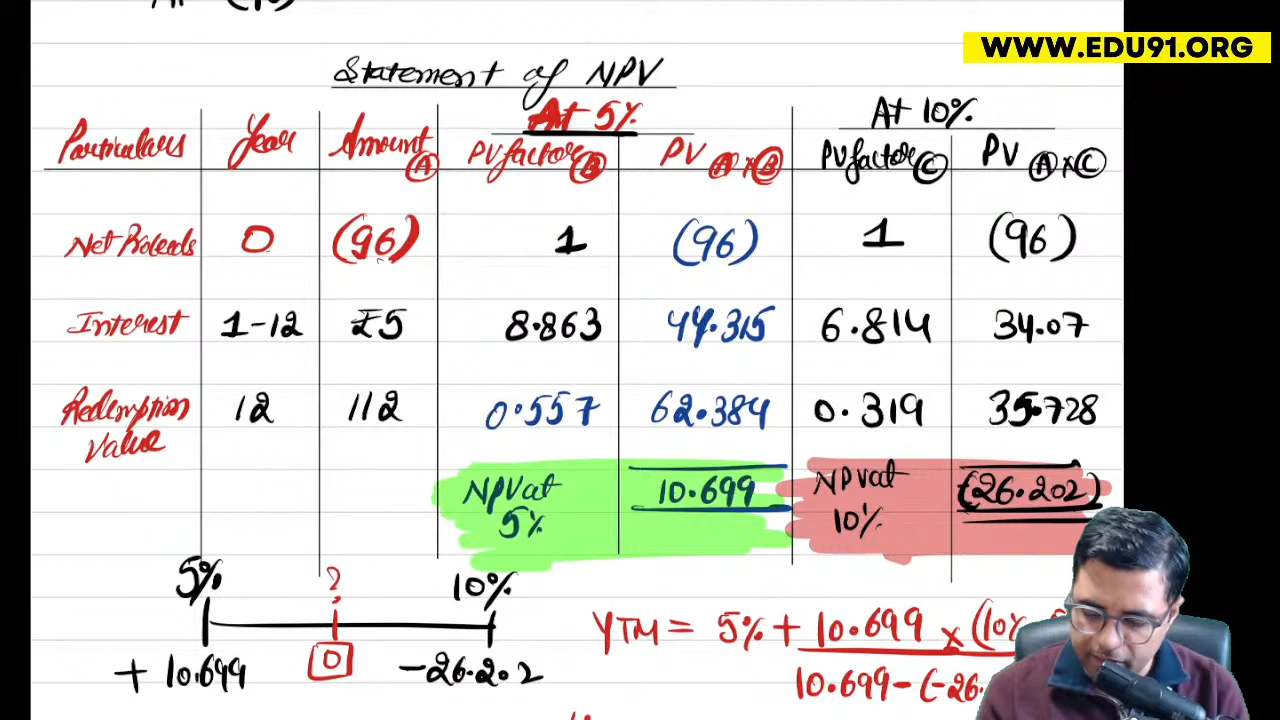 WWW.EDU91.ORG
Statement of NPV
At 5% At 10%
Particulars Year Amount A PV factor B PV A x B PV factor C PV A x C
Net Proceeds 0 (96) 1 (96) 1 (96)
Interest 1-12 ₹5 8.863 44.315 6.814 34.07
Redemption 12 112 0.557 62.384 0.319 35.728
Value
NPV at 10.699 NPV at (26.202)
5% 10%
5% ? 10%
YTM = 5% + 10.699 x (10%
0
+ 10.699 -26.202 10.699-(-26.